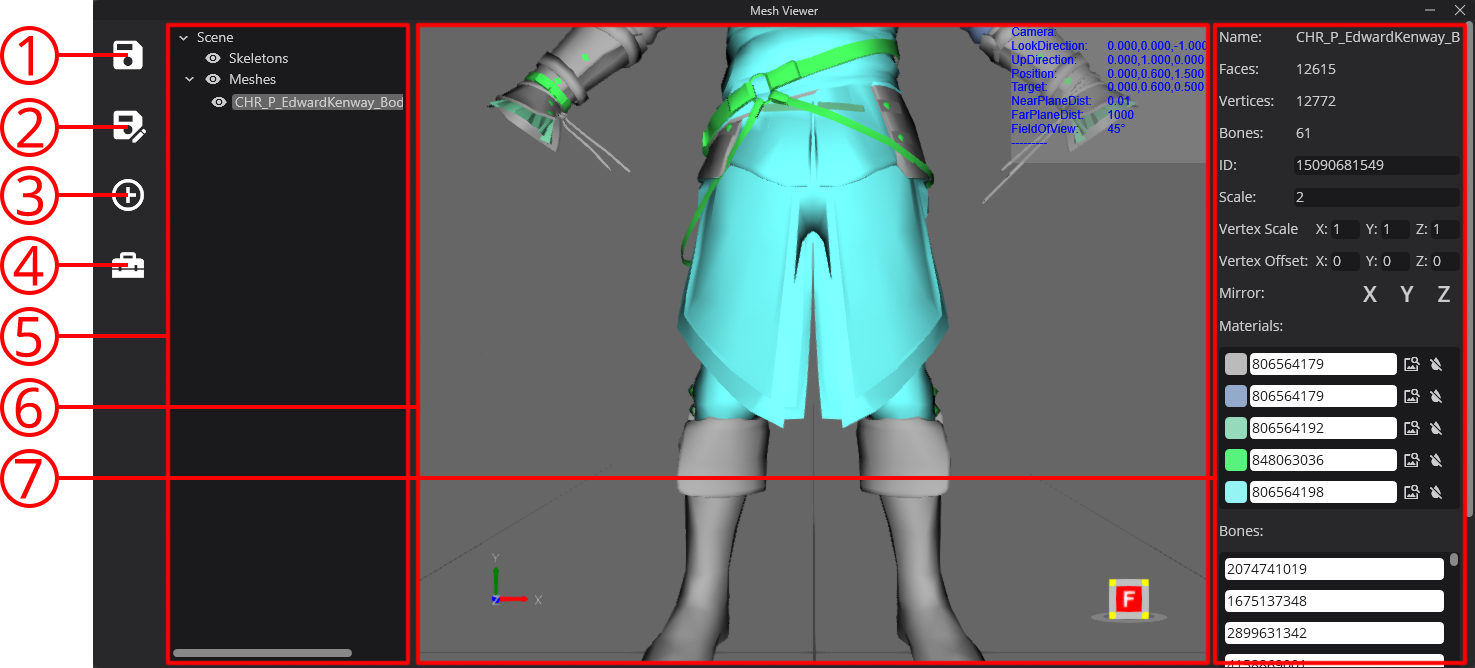 Mesh Viewer
1
2
3
4
5
6
7
Scene
Skeletons
Meshes
CHR_P_EdwardKenway_Bod
Camera:
LookDirection: 0.000,0.000,-1.000
UpDirection: 0.000,1.000,0.000
Position: 0.000,0.600,1.500
Target: 0.000,0.600,0.500
NearPlaneDist: 0.01
FarPlaneDist: 1000
FieldOfView: 45°
---------
Y
X
Z
F
Name: CHR_P_EdwardKenway_B
Faces: 12615
Vertices: 12772
Bones: 61
ID: 15090681549
Scale: 2
Vertex Scale X: 1 Y: 1 Z: 1
Vertex Offset: X: 0 Y: 0 Z: 0
Mirror: X Y Z
Materials:
806564179
806564179
806564192
848063036
806564198
Bones:
2074741019
1675137348
2899631342